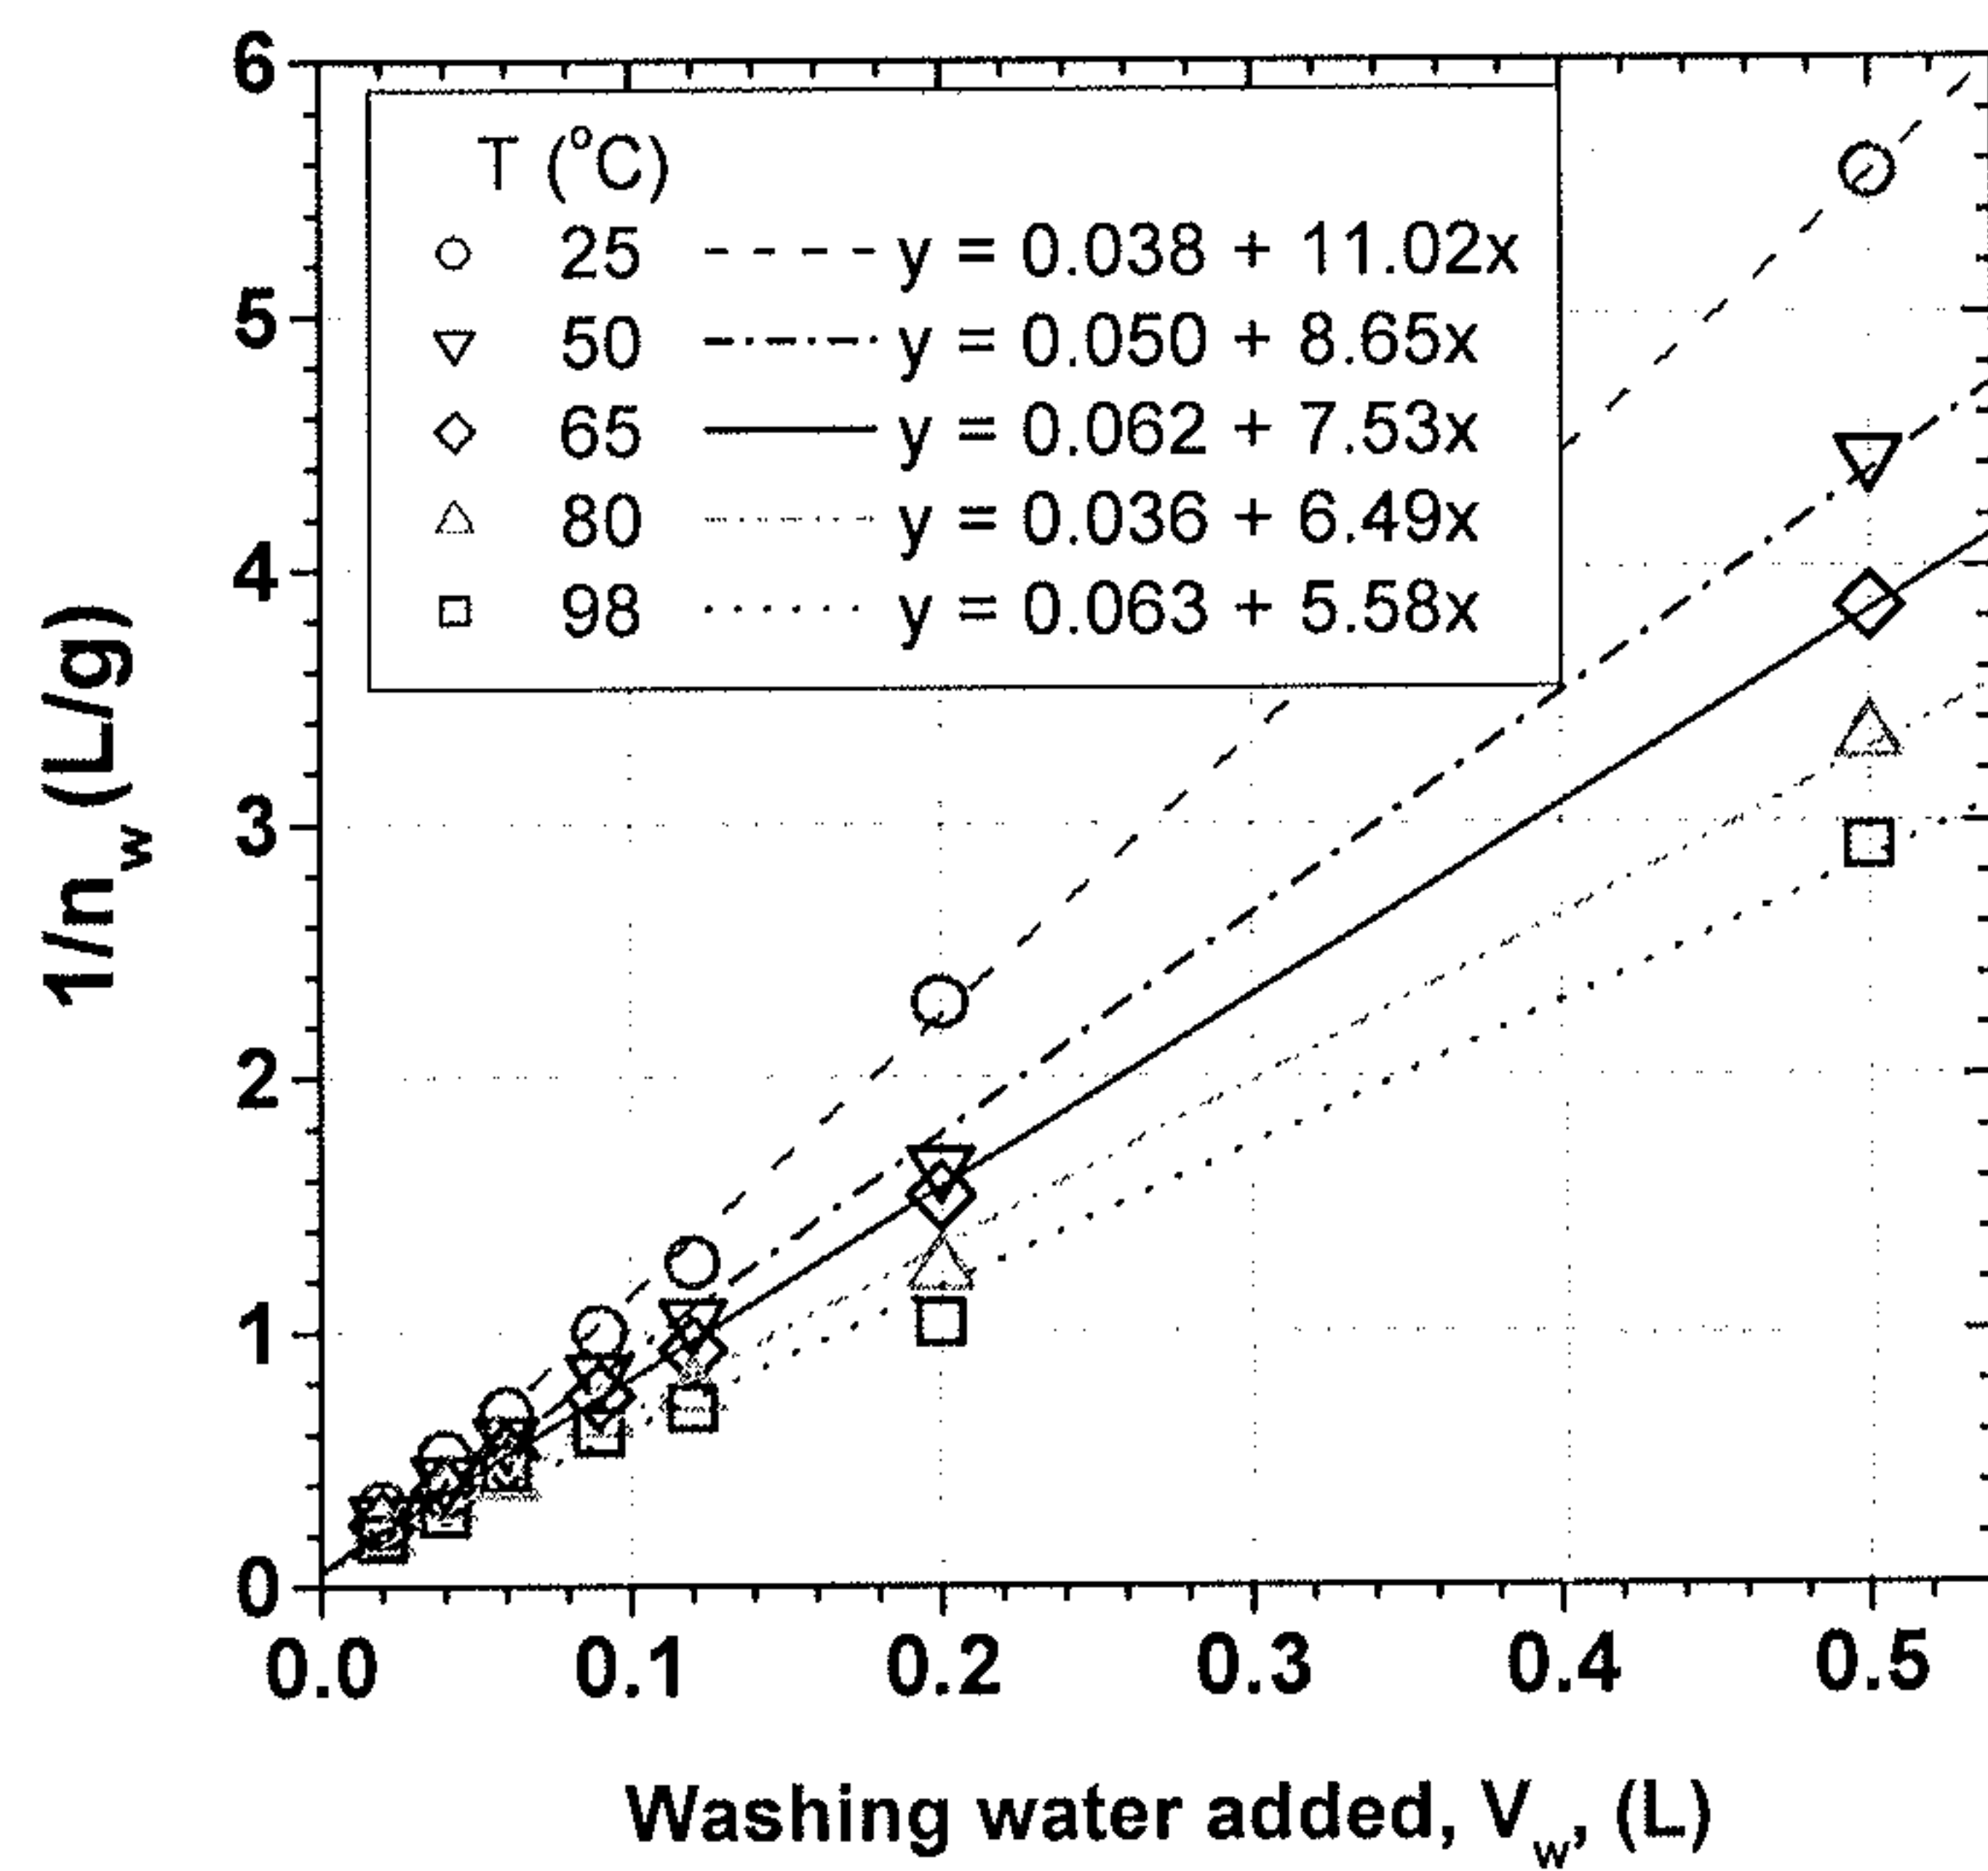 6
5
4
3
2
1
0
1/n_w (L/g)
T (°C)
25 y = 0.038 + 11.02x
50 y = 0.050 + 8.65x
65 y = 0.062 + 7.53x
80 y = 0.036 + 6.49x
98 y = 0.063 + 5.58x
0.0 0.1 0.2 0.3 0.4 0.5
Washing water added, V_w, (L)